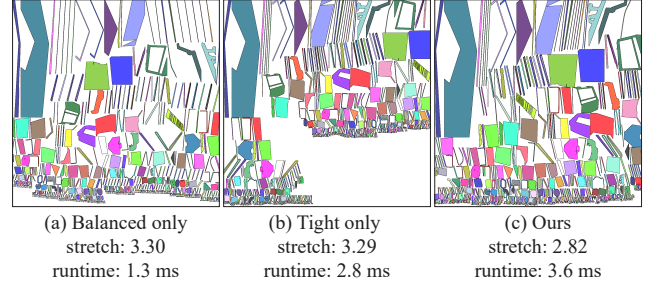 (a) Balanced only
stretch: 3.30
runtime: 1.3 ms
(b) Tight only
stretch: 3.29
runtime: 2.8 ms
(c) Ours
stretch: 2.82
runtime: 3.6 ms